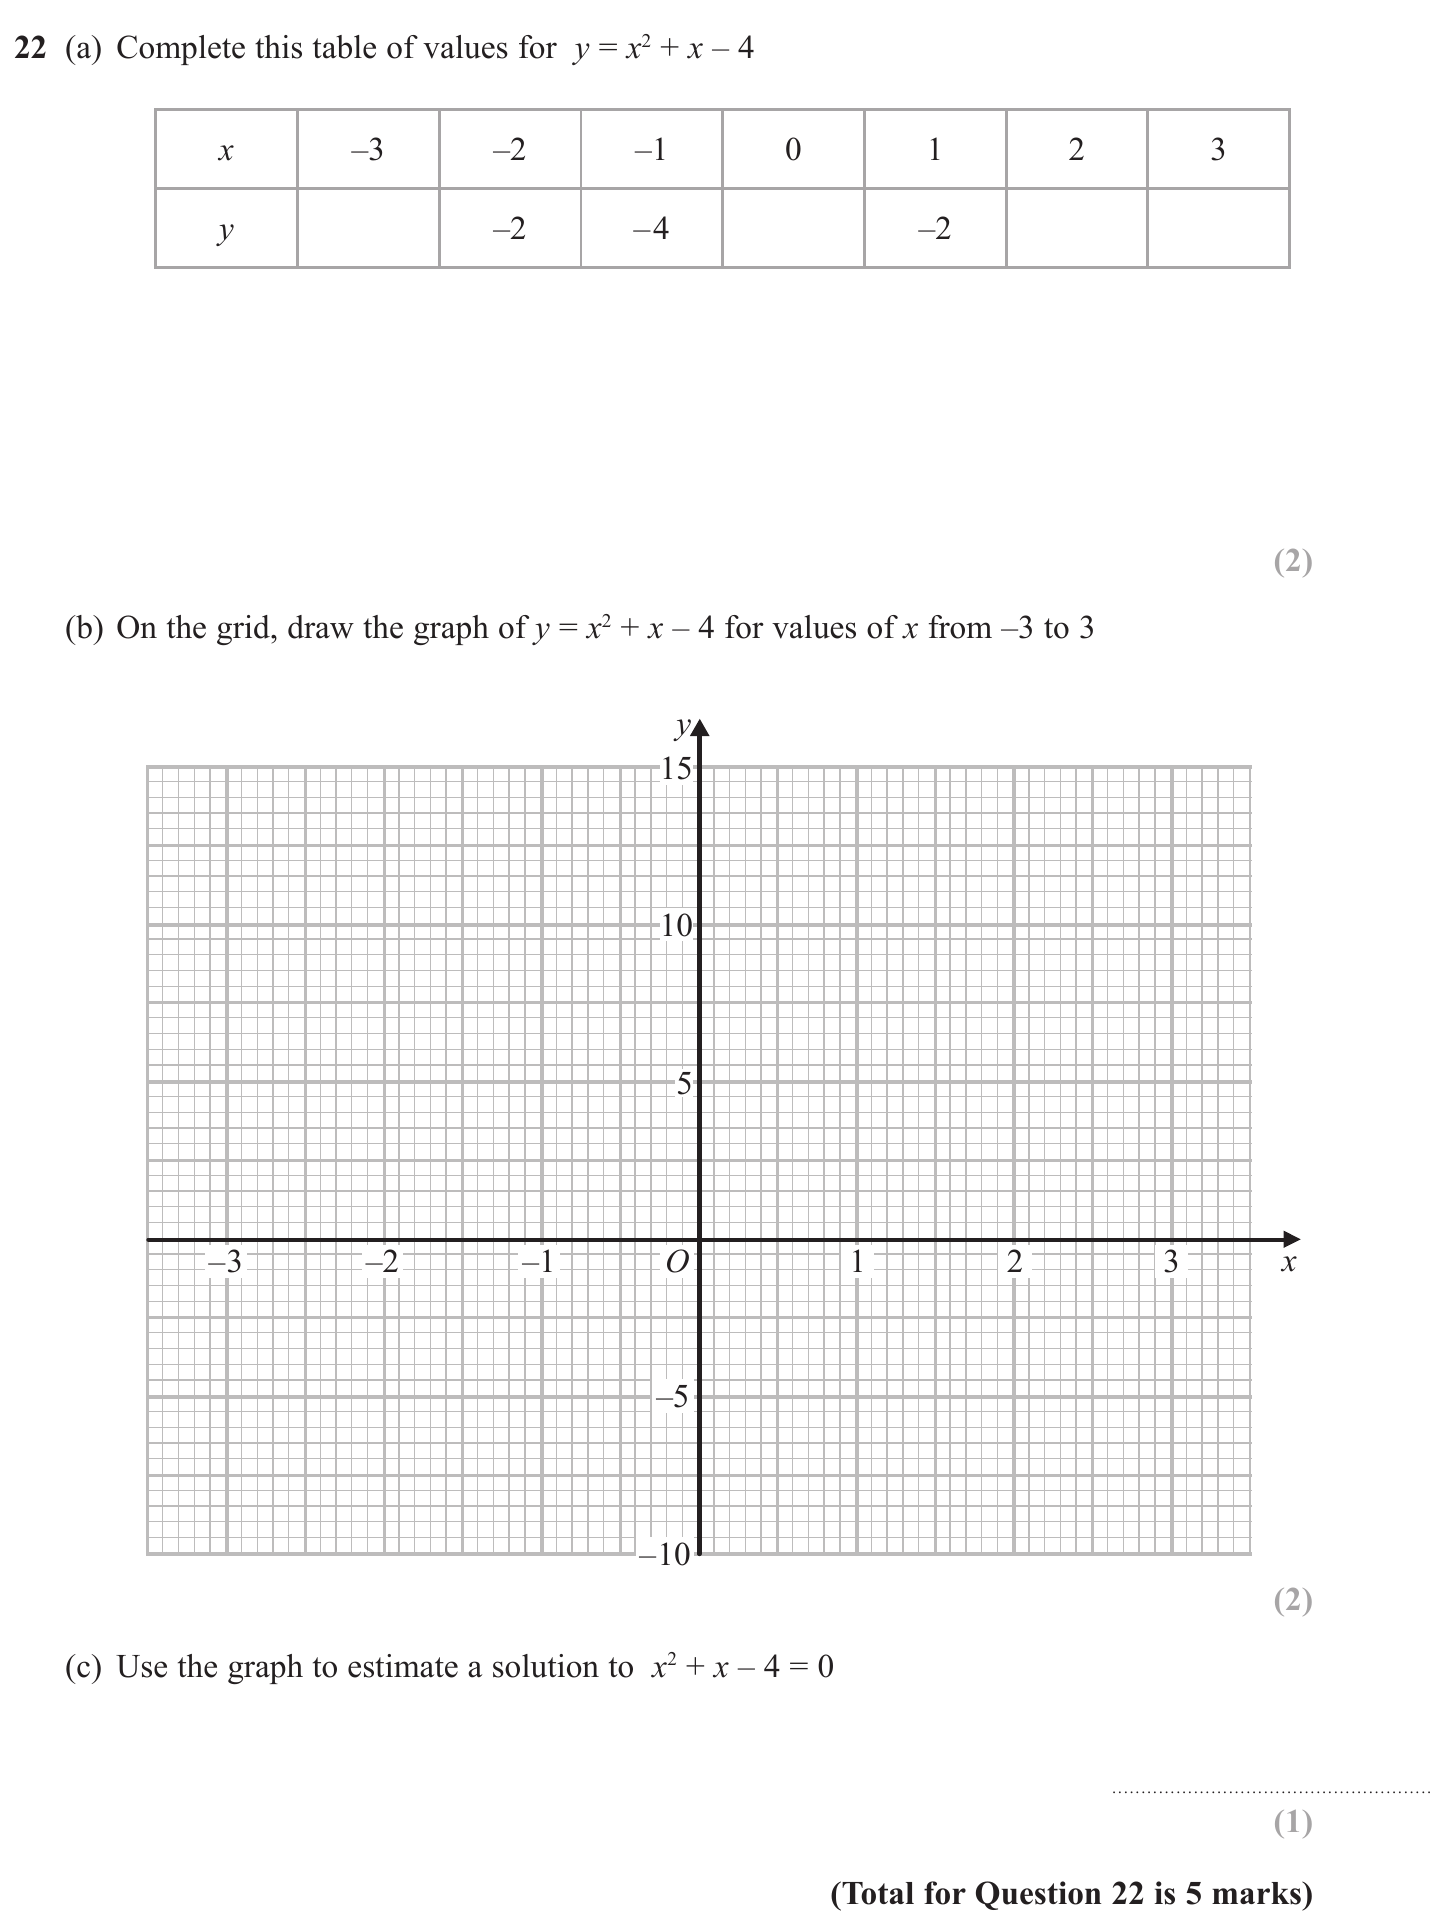 22 (a) Complete this table of values for y = x² + x – 4
x –3 –2 –1 0 1 2 3
y –2 –4 –2
(2)
(b) On the grid, draw the graph of y = x² + x – 4 for values of x from –3 to 3
y
15
10
5
–3 –2 –1 O 1 2 3 x
–5
–10
(2)
(c) Use the graph to estimate a solution to x² + x – 4 = 0
(1)
(Total for Question 22 is 5 marks)